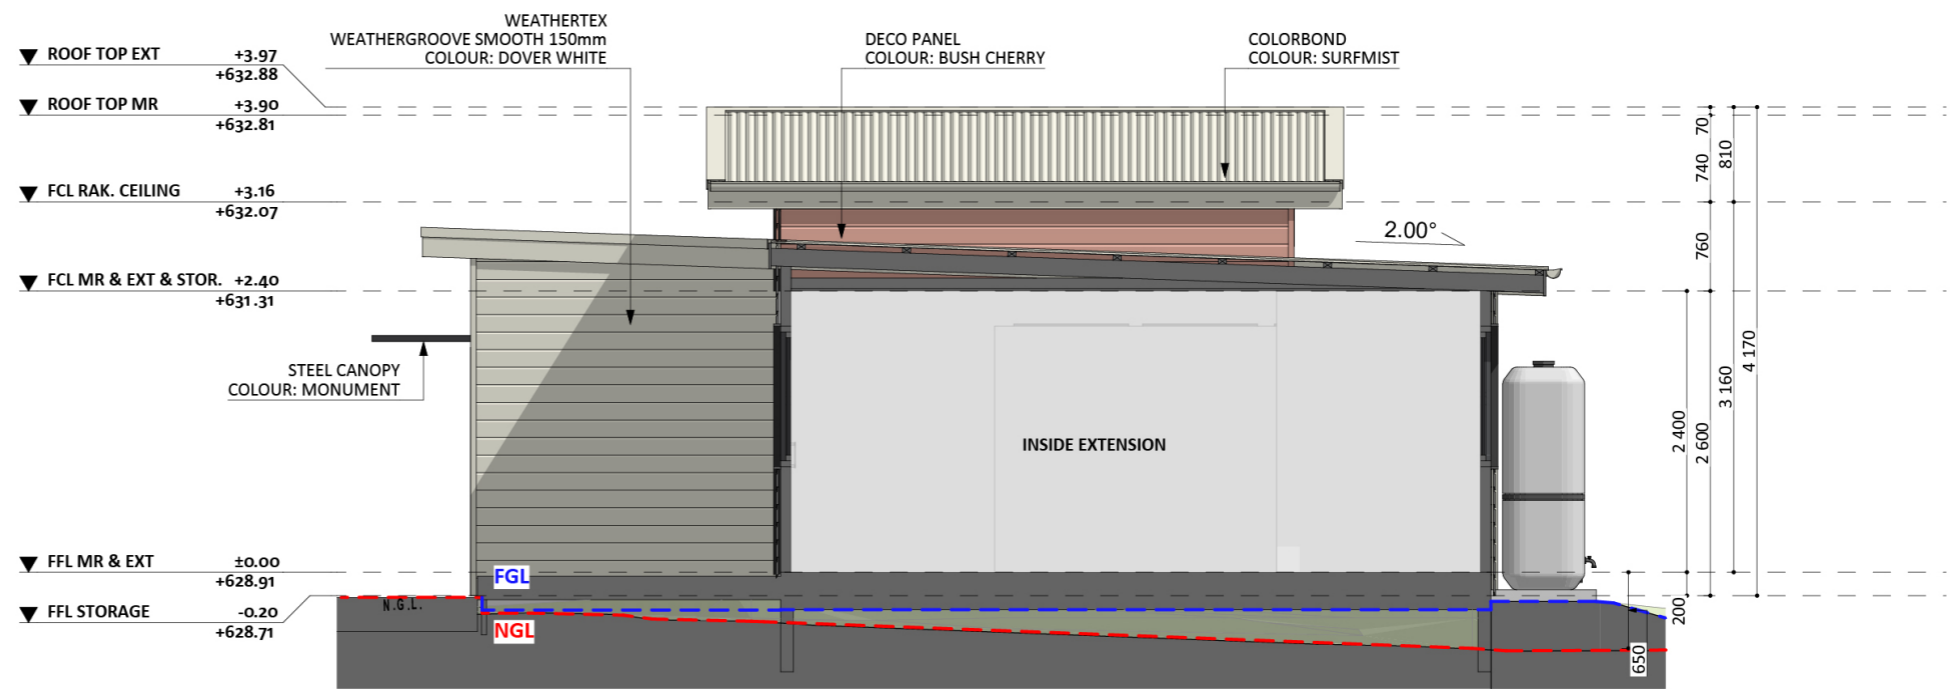 WEATHERTEX
WEATHERGROOVE SMOOTH 150mm
COLOUR: DOVER WHITE
DECO PANEL
COLOUR: BUSH CHERRY
COLORBOND
COLOUR: SURFMIST
ROOF TOP EXT +3.97
+632.88
ROOF TOP MR +3.90
+632.81
FCL RAK. CEILING +3.16
+632.07
FCL MR & EXT & STOR. +2.40
+631.31
STEEL CANOPY
COLOUR: MONUMENT
FFL MR & EXT ±0.00
+628.91
FFL STORAGE -0.20
+628.71
2.00°
INSIDE EXTENSION
N.G.L.
FGL
NGL
70
740
810
760
2 400
2 600
3 160
4 170
200
650